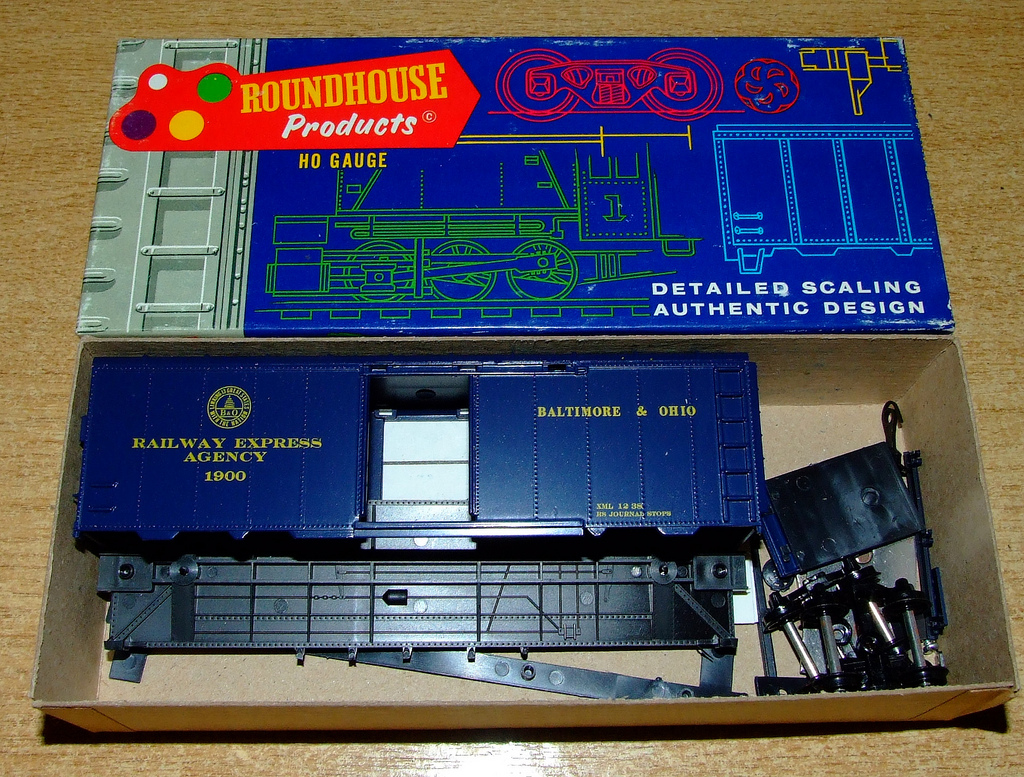 ROUNDHOUSE
Products ©
HO GAUGE
1
DETAILED SCALING
AUTHENTIC DESIGN
B&O
RAILWAY EXPRESS
AGENCY
1900
BALTIMORE & OHIO
XML 12 38
JOURNAL STOPS